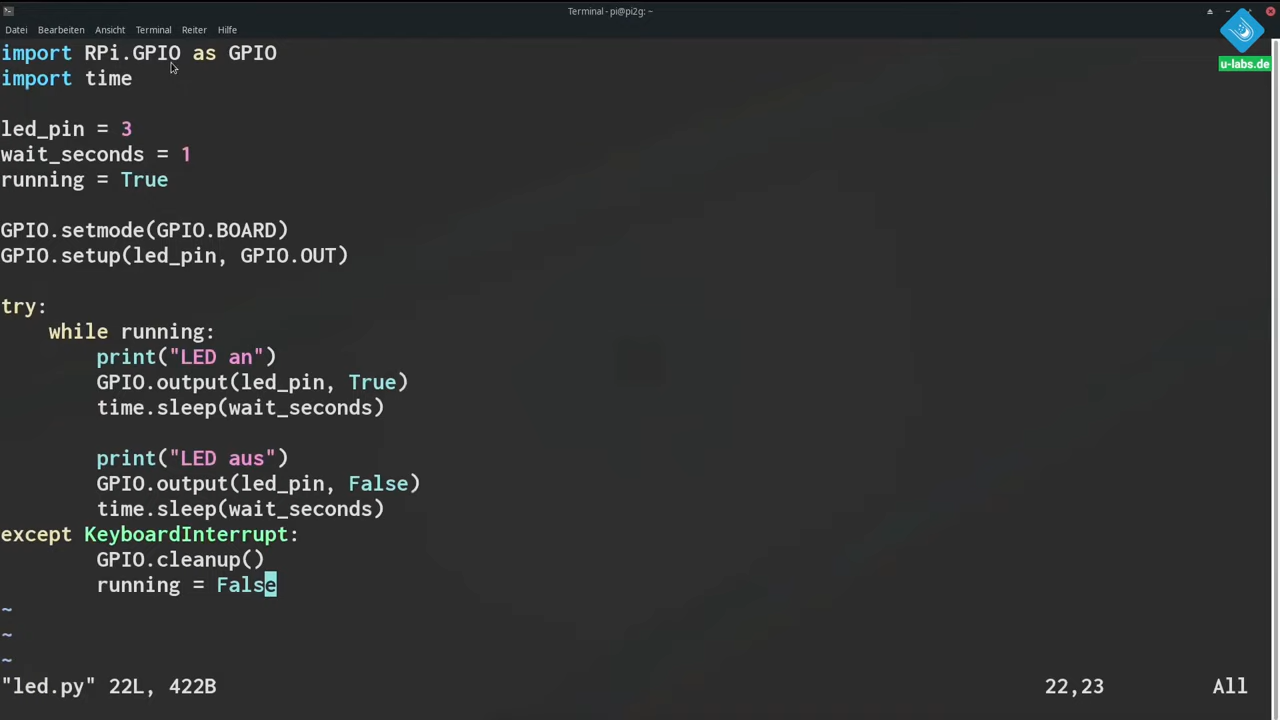 Terminal - pi@pi2g: ~
Datei Bearbeiten Ansicht Terminal Reiter Hilfe
u-labs.de
import RPi.GPIO as GPIO
import time
led_pin = 3
wait_seconds = 1
running = True
GPIO.setmode(GPIO.BOARD)
GPIO.setup(led_pin, GPIO.OUT)
try:
    while running:
        print("LED an")
        GPIO.output(led_pin, True)
        time.sleep(wait_seconds)
        print("LED aus")
        GPIO.output(led_pin, False)
        time.sleep(wait_seconds)
except KeyboardInterrupt:
        GPIO.cleanup()
        running = False
~
~
~
"led.py" 22L, 422B 22,23 All